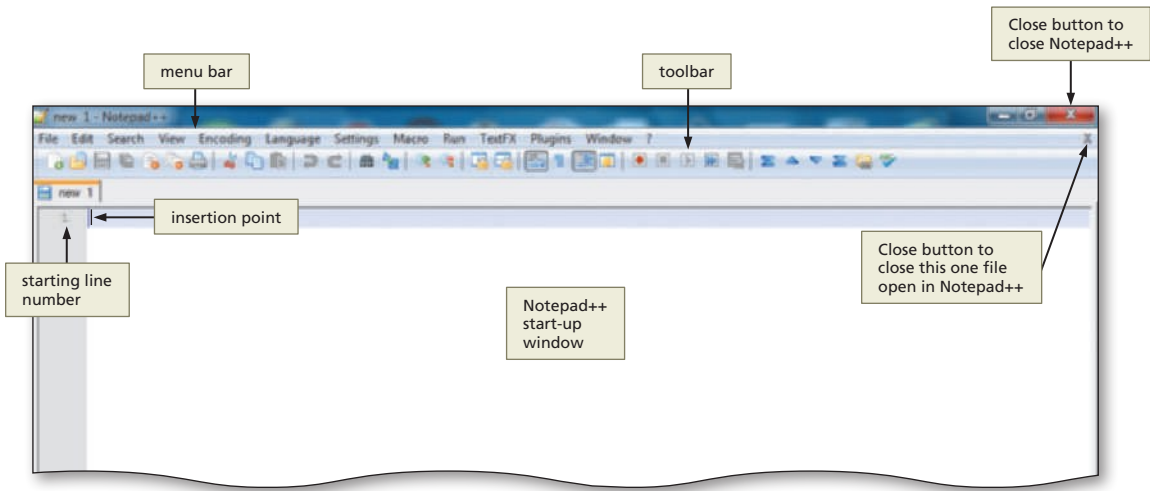 Close button to
close Notepad++
menu bar
toolbar
new 1 - Notepad++
File Edit Search View Encoding Language Settings Macro Run TextFX Plugins Window ?
X
new 1
1
insertion point
starting line
number
Close button to
close this one file
open in Notepad++
Notepad++
start-up
window